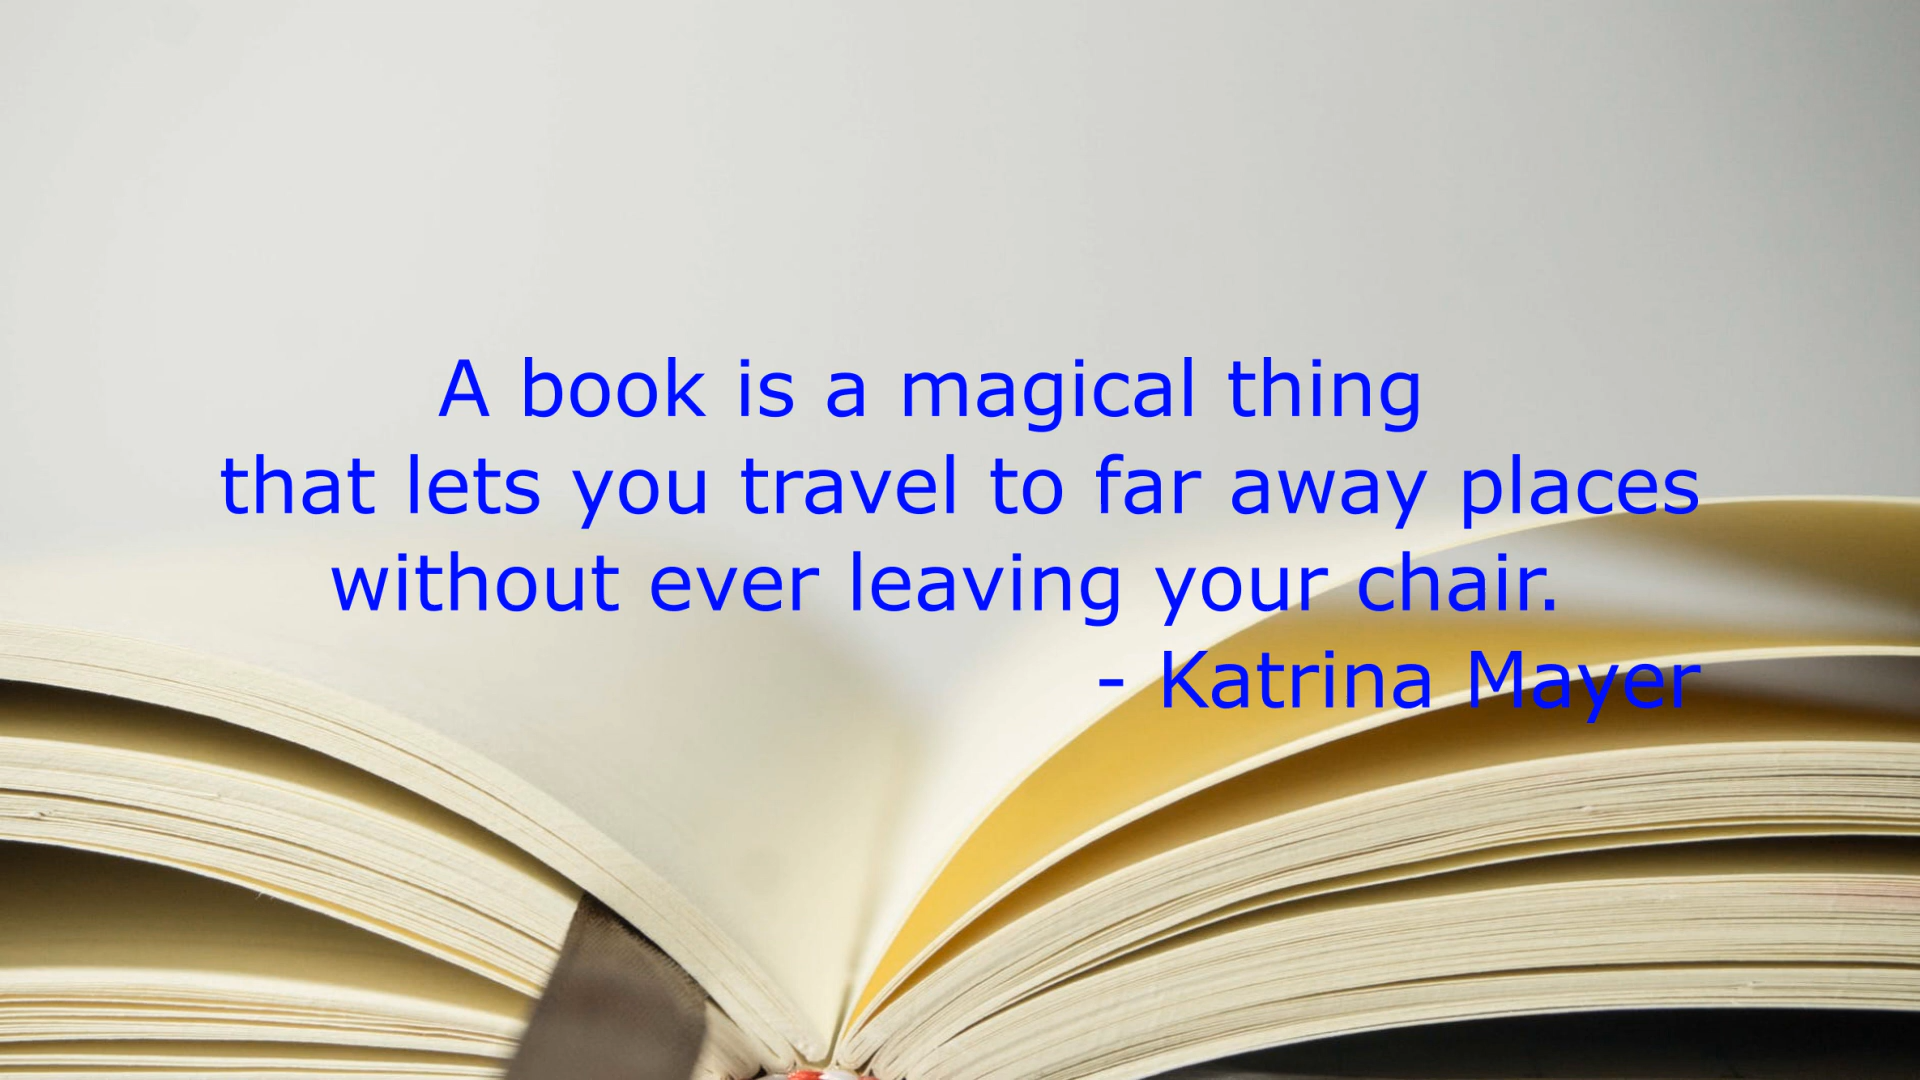 A book is a magical thing
that lets you travel to far away places
without ever leaving your chair.
- Katrina Mayer